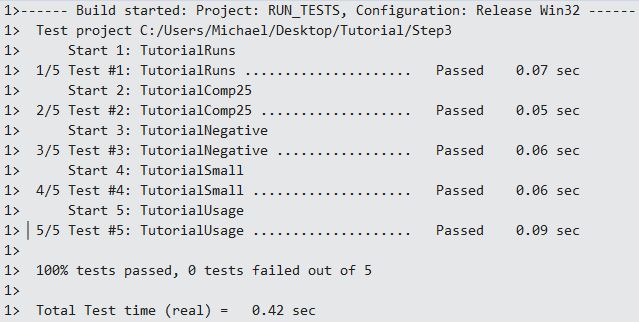 1>------ Build started: Project: RUN_TESTS, Configuration: Release Win32 ------
1>  Test project C:/Users/Michael/Desktop/Tutorial/Step3
1>      Start 1: TutorialRuns
1>  1/5 Test #1: TutorialRuns .....................   Passed    0.07 sec
1>      Start 2: TutorialComp25
1>  2/5 Test #2: TutorialComp25 ...................   Passed    0.05 sec
1>      Start 3: TutorialNegative
1>  3/5 Test #3: TutorialNegative .................   Passed    0.06 sec
1>      Start 4: TutorialSmall
1>  4/5 Test #4: TutorialSmall ....................   Passed    0.06 sec
1>      Start 5: TutorialUsage
1>  5/5 Test #5: TutorialUsage ....................   Passed    0.09 sec
1>
1>  100% tests passed, 0 tests failed out of 5
1>
1>  Total Test time (real) =   0.42 sec